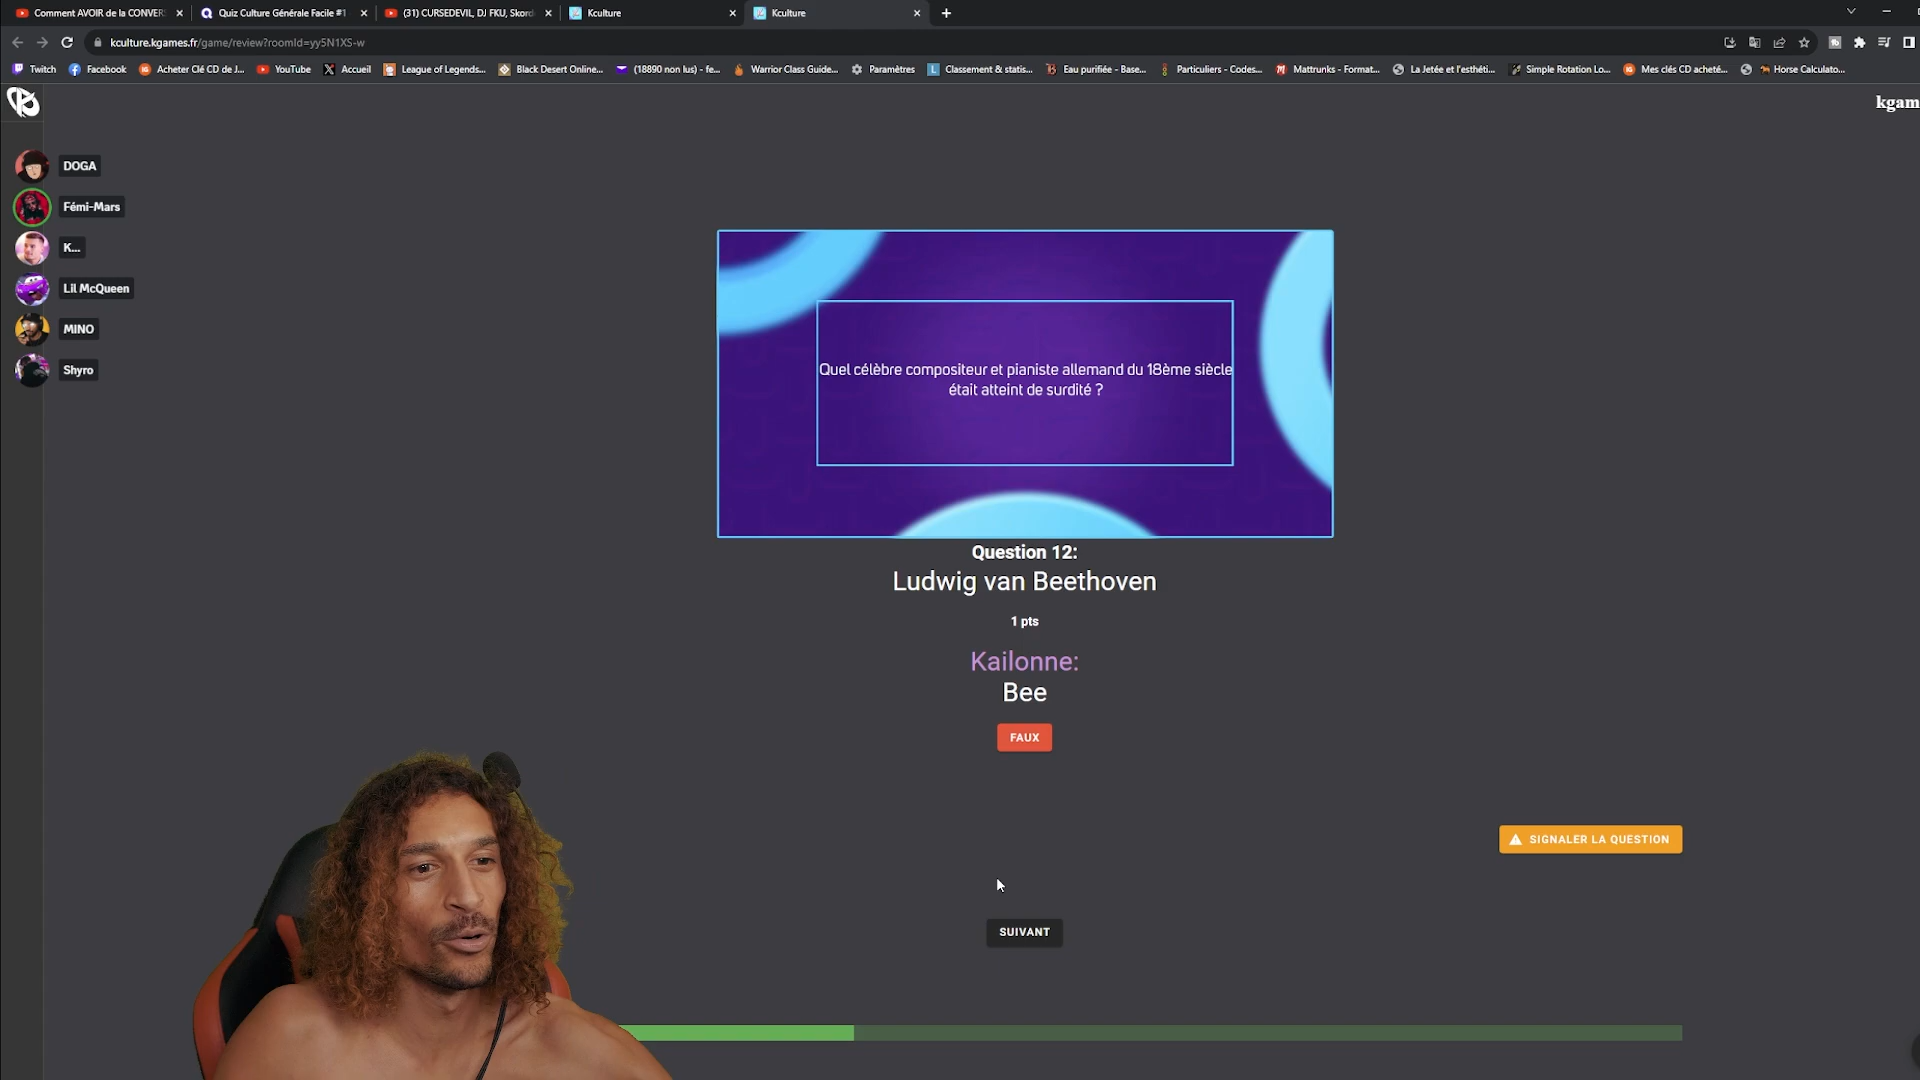 Comment AVOIR de la CONVER
Quiz Culture Générale Facile #1
(31) CURSEDEVIL, DJ FKU, Skord
Kculture
Kculture
kculture.kgames.fr/game/review?roomId=yy5N1XS-w
Twitch
Facebook
Acheter Clé CD de J...
YouTube
Accueil
League of Legends...
Black Desert Online...
(18890 non lus) - fe...
Warrior Class Guide...
Paramètres
Classement & statis...
Eau purifiée - Base...
Particuliers - Codes...
Mattrunks - Format...
La Jetée et l'esthéti...
Simple Rotation Lo...
Mes clés CD acheté...
Horse Calculato...
kgam
DOGA
Fémi-Mars
K...
Lil McQueen
MINO
Shyro
Quel célèbre compositeur et pianiste allemand du 18ème siècle
était atteint de surdité ?
Question 12:
Ludwig van Beethoven
1 pts
Kailonne:
Bee
FAUX
SIGNALER LA QUESTION
SUIVANT